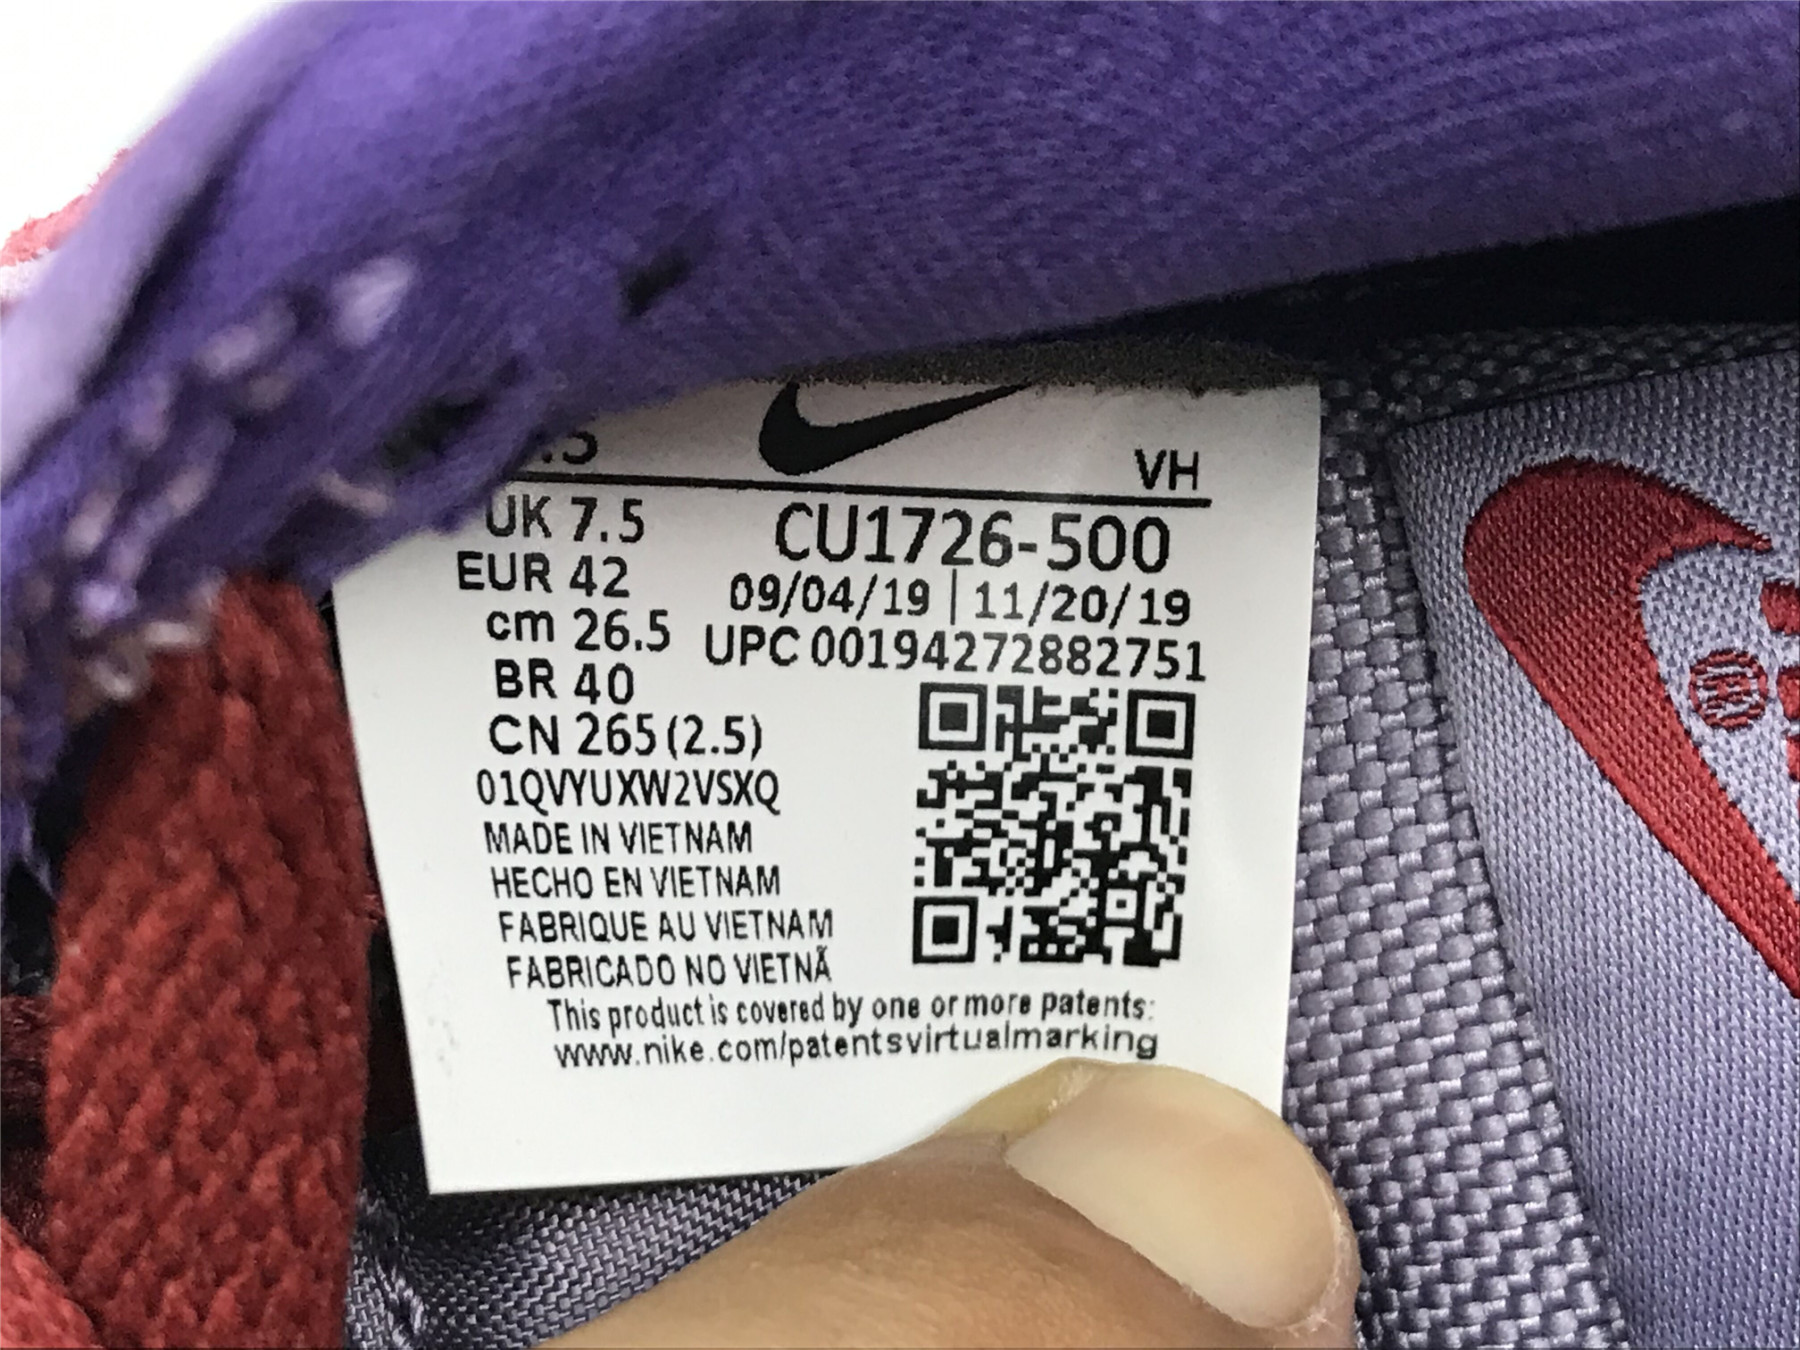 .5
VH
UK 7.5
CU1726-500
EUR 42
09/04/19 | 11/20/19
cm 26.5
UPC 00194272882751
BR 40
CN 265 (2.5)
01QVYUXW2VSXQ
MADE IN VIETNAM
HECHO EN VIETNAM
FABRIQUE AU VIETNAM
FABRICADO NO VIETNÃ
This product is covered by one or more patents:
www.nike.com/patentsvirtualmarking